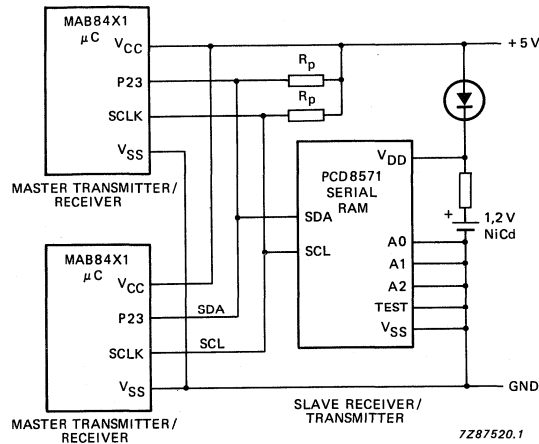 MAB84X1
μC
VCC
P23
SCLK
VSS
MASTER TRANSMITTER/
RECEIVER
Rp
Rp
+5V
PCD8571
SERIAL
RAM
VDD
SDA
SCL
A0
A1
A2
TEST
VSS
+
1,2 V
NiCd
MAB84X1
μC
VCC
P23
SCLK
VSS
SDA
SCL
GND
MASTER TRANSMITTER/
RECEIVER
SLAVE RECEIVER/
TRANSMITTER
7Z87520.1